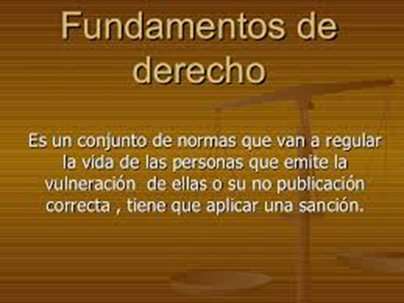 Fundamentos de
derecho
Es un conjunto de normas que van a regular
la vida de las personas que emite la
vulneración de ellas o su no publicación
correcta , tiene que aplicar una sanción.